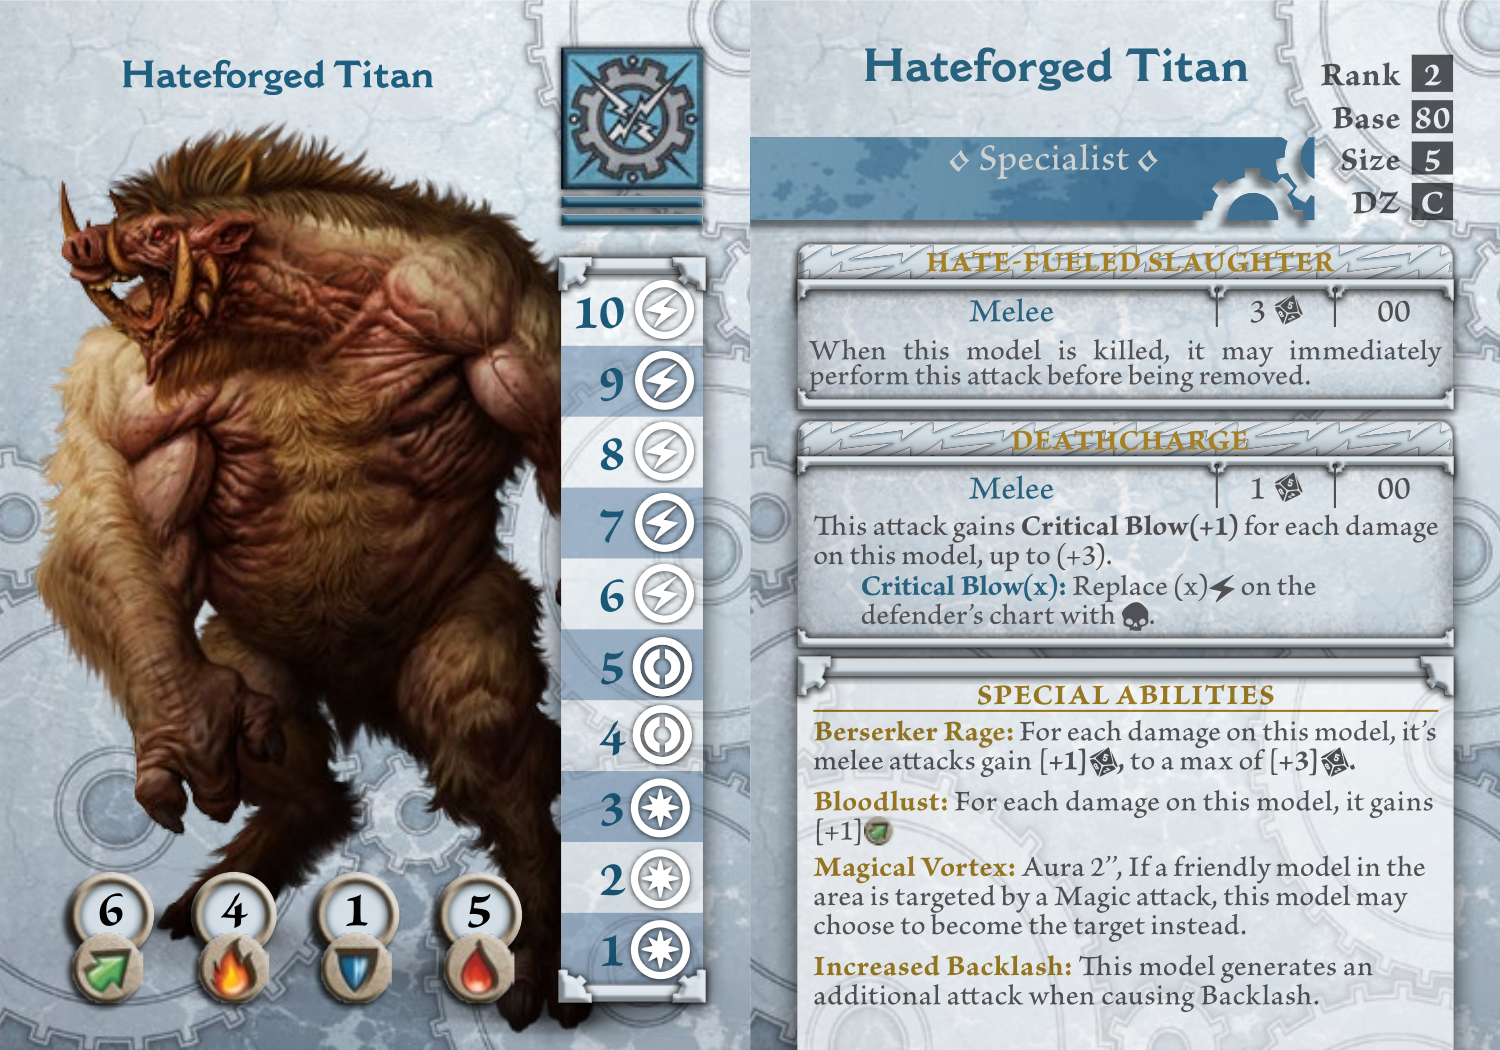 Hateforged Titan
10
9
8
7
6
5
4
3
2
1
6
4
1
5
Hateforged Titan
Rank 2
Base 80
Size 5
DZ C
Specialist
HATE-FUELED SLAUGHTER
Melee 3 00
When this model is killed, it may immediately
perform this attack before being removed.
DEATHCHARGE
Melee 1 00
This attack gains Critical Blow(+1) for each damage
on this model, up to (+3).
Critical Blow(x): Replace (x) on the
defender's chart with .
SPECIAL ABILITIES
Berserker Rage: For each damage on this model, it's
melee attacks gain [+1], to a max of [+3].
Bloodlust: For each damage on this model, it gains
[+1]
Magical Vortex: Aura 2”, If a friendly model in the
area is targeted by a Magic attack, this model may
choose to become the target instead.
Increased Backlash: This model generates an
additional attack when causing Backlash.